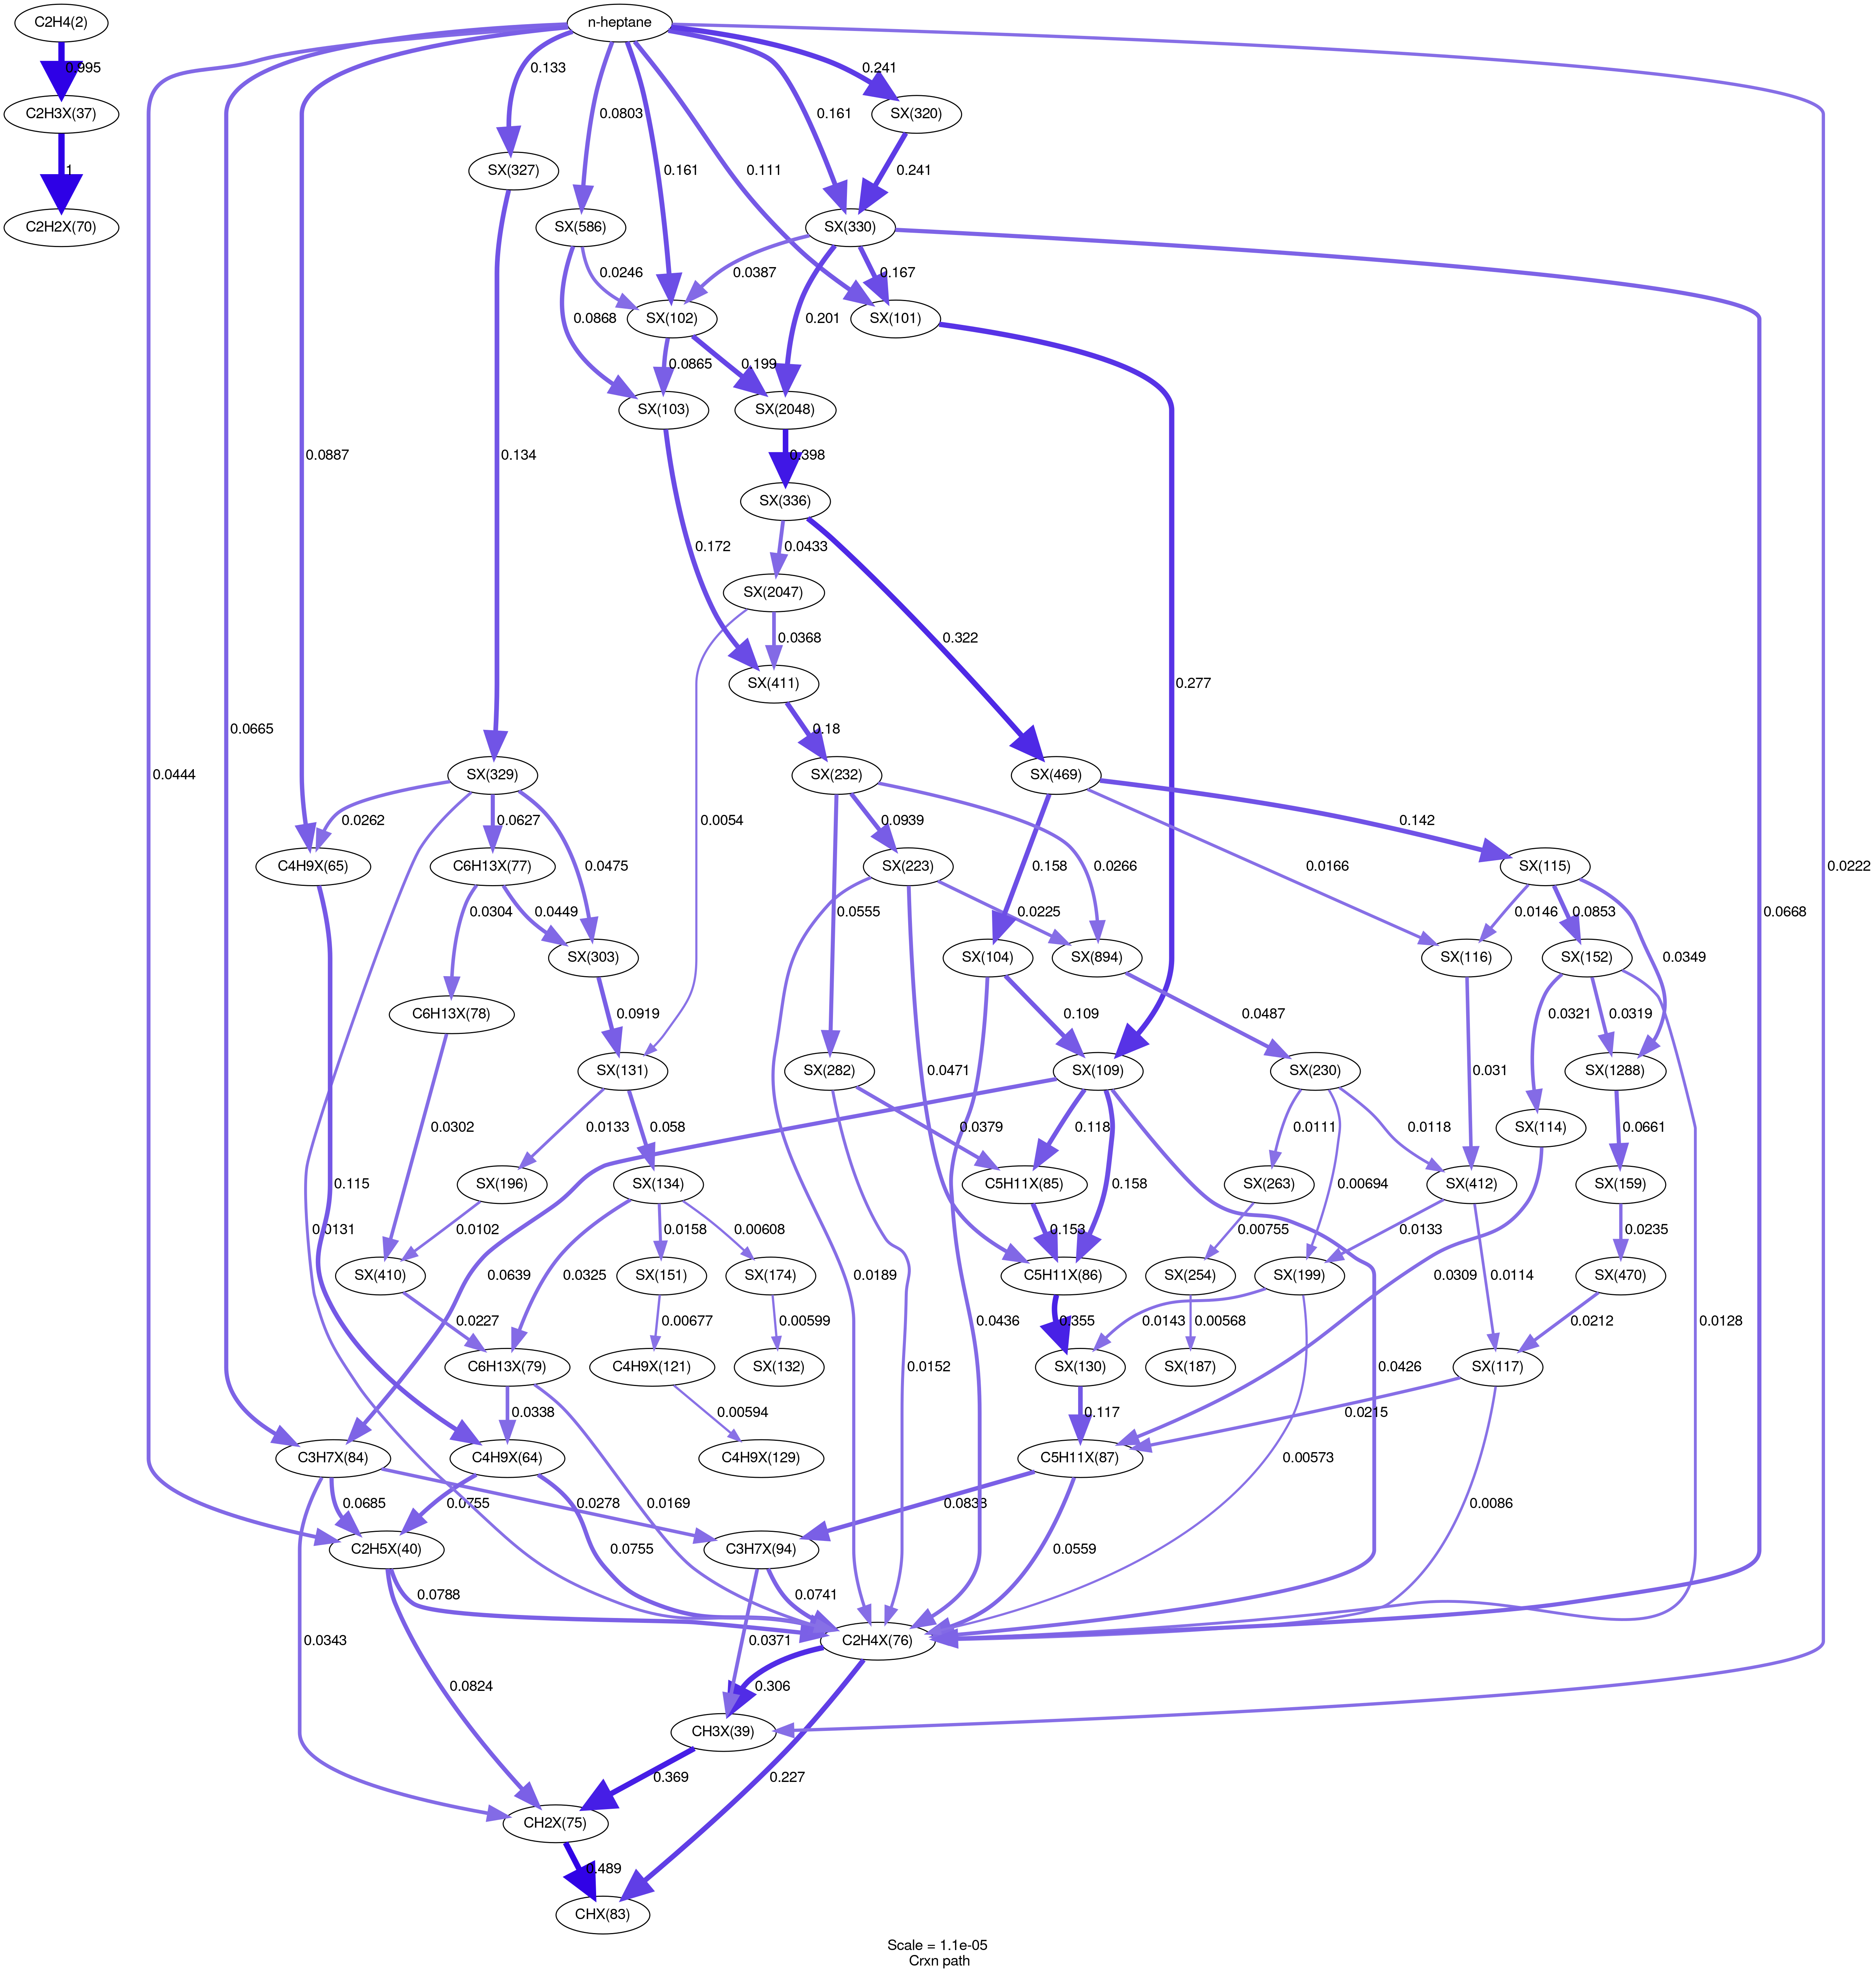 C2H4(2)
n-heptane
0.995
0.133
0.241
C2H3X(37)
0.0803
0.161
SX(320)
1
SX(327)
0.161
0.111
0.241
C2H2X(70)
SX(586)
SX(330)
0.0246
0.0387
0.167
0.0868
SX(102)
0.201
SX(101)
0.0865
0.199
SX(103)
SX(2048)
0.0887
0.134
0.398
SX(336)
0.172
0.0433
SX(2047)
0.322
0.0368
SX(411)
0.277
0.0665
0.18
0.0444
SX(329)
SX(232)
SX(469)
0.0262
0.0627
0.0054
0.0939
0.142
0.0222
C4H9X(65)
C6H13X(77)
0.0475
SX(223)
0.0266
0.0166
SX(115)
0.158
0.0668
0.0304
0.0449
0.0555
0.0225
0.0146
0.0853
SX(303)
SX(104)
SX(894)
SX(116)
SX(152)
0.0349
C6H13X(78)
0.0919
0.109
0.0487
0.0321
0.0319
SX(131)
SX(282)
0.0471
SX(109)
SX(230)
0.031
SX(1288)
0.0302
0.0133
0.058
0.0379
0.118
0.0111
0.0118
SX(114)
0.0661
0.115
SX(196)
SX(134)
C5H11X(85)
0.158
SX(263)
0.00694
SX(412)
SX(159)
0.0131
0.0102
0.0158
0.00608
0.153
0.00755
0.0133
0.0235
SX(410)
0.0325
SX(151)
SX(174)
C5H11X(86)
SX(254)
SX(199)
SX(470)
0.0639
0.0189
0.0309
0.0114
0.0227
0.00677
0.00599
0.0436
0.355
0.0143
0.00568
0.0212
0.0128
C6H13X(79)
C4H9X(121)
SX(132)
0.0152
SX(130)
SX(187)
0.0426
SX(117)
0.0338
0.00594
0.117
0.0215
C3H7X(84)
C4H9X(64)
C4H9X(129)
C5H11X(87)
0.0685
0.0755
0.0278
0.0169
0.0838
0.00573
0.0086
C2H5X(40)
0.0755
C3H7X(94)
0.0559
0.0788
0.0741
0.0343
0.0371
C2H4X(76)
0.0824
0.306
CH3X(39)
0.369
0.227
CH2X(75)
0.489
CHX(83)
Scale = 1.1e-05
Crxn path